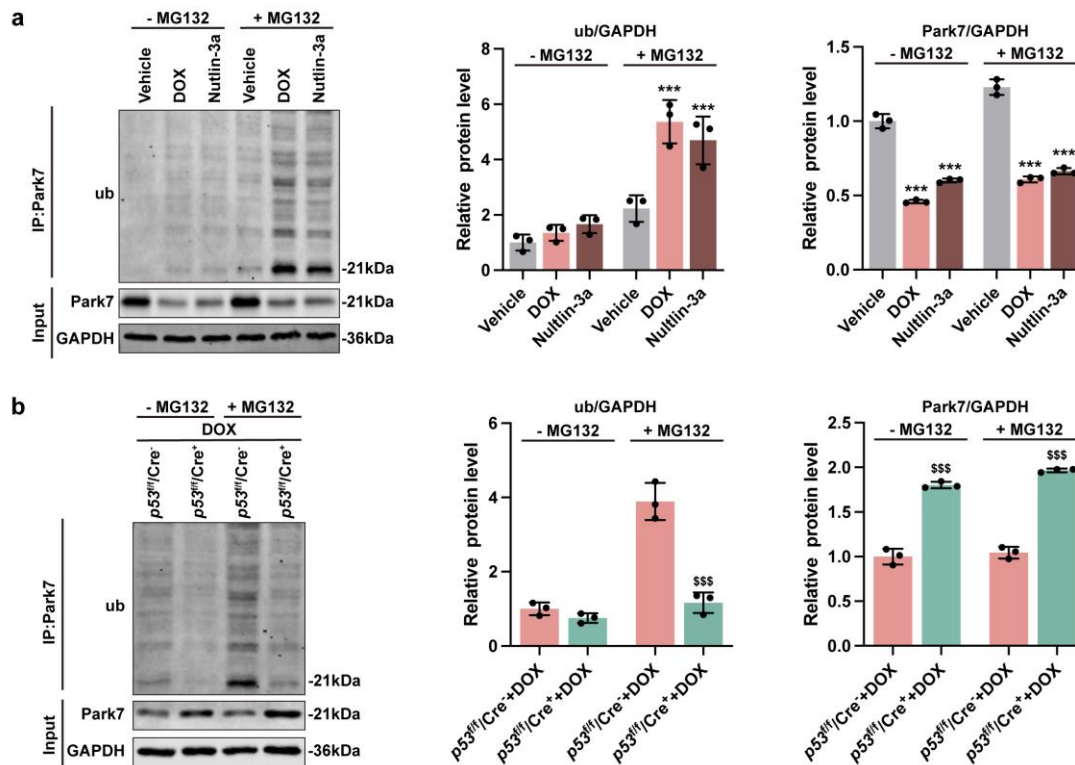 a
- MG132 + MG132
Vehicle DOX Nutlin-3a Vehicle DOX Nutlin-3a
IP:Park7
ub
-21kDa
Input
Park7 -21kDa
GAPDH -36kDa
ub/GAPDH
- MG132 + MG132
Relative protein level
8
6
4
2
0
*** ***
Vehicle DOX Nultlin-3a Vehicle DOX Nultlin-3a
Park7/GAPDH
- MG132 + MG132
Relative protein level
1.5
1.0
0.5
0.0
*** *** *** ***
Vehicle DOX Nultlin-3a Vehicle DOX Nultlin-3a
b
- MG132 + MG132
DOX
p53f/f/Cre- p53f/f/Cre+ p53f/f/Cre- p53f/f/Cre+
IP:Park7
ub
-21kDa
Input
Park7 -21kDa
GAPDH -36kDa
ub/GAPDH
- MG132 + MG132
Relative protein level
6
4
2
0
$$$
p53f/f/Cre-+DOX p53f/f/Cre++DOX p53f/f/Cre-+DOX p53f/f/Cre++DOX
Park7/GAPDH
- MG132 + MG132
Relative protein level
2.5
2.0
1.5
1.0
0.5
0.0
$$$ $$$
p53f/f/Cre-+DOX p53f/f/Cre++DOX p53f/f/Cre-+DOX p53f/f/Cre++DOX